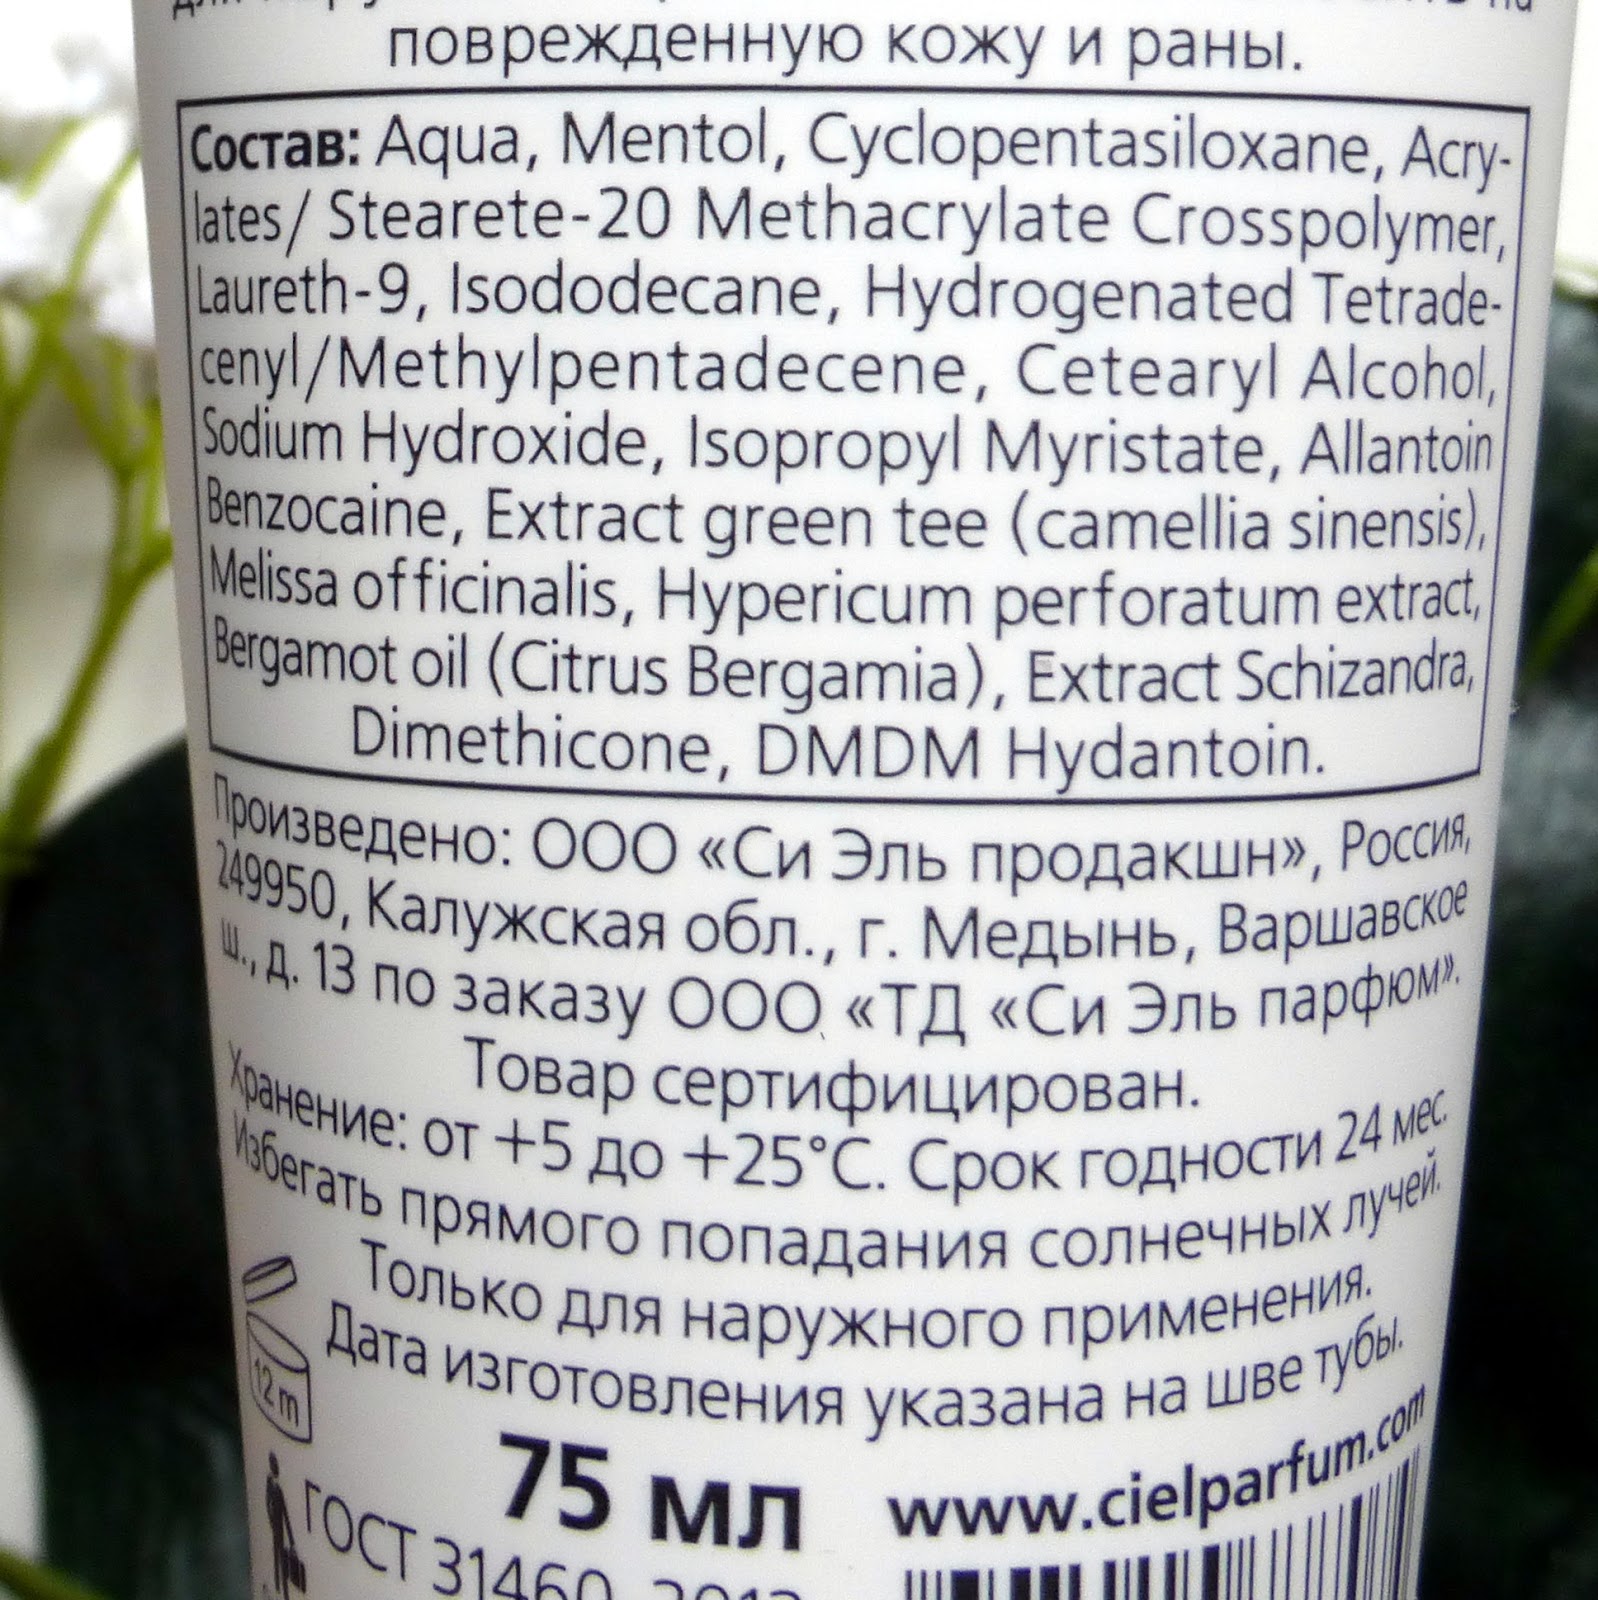 поврежденную кожу и раны.
Состав: Aqua, Mentol, Cyclopentasiloxane, Acry-
lates/ Stearete-20 Methacrylate Crosspolymer,
Laureth-9, Isododecane, Hydrogenated Tetrade-
cenyl/Methylpentadecene, Cetearyl Alcohol,
Sodium Hydroxide, Isopropyl Myristate, Allantoin
Benzocaine, Extract green tee (camellia sinensis),
Melissa officinalis, Hypericum perforatum extract,
Bergamot oil (Citrus Bergamia), Extract Schizandra,
Dimethicone, DMDM Hydantoin.
Произведено: ООО «Си Эль продакшн», Россия,
249950, Калужская обл., г. Медынь, Варшавское
ш., д. 13 по заказу ООО «ТД «Си Эль парфюм».
Товар сертифицирован.
Хранение: от +5 до +25°С. Срок годности 24 мес.
Избегать прямого попадания солнечных лучей.
Только для наружного применения.
Дата изготовления указана на шве тубы.
12 m
75 мл www.cielparfum.com
ГОСТ 31460